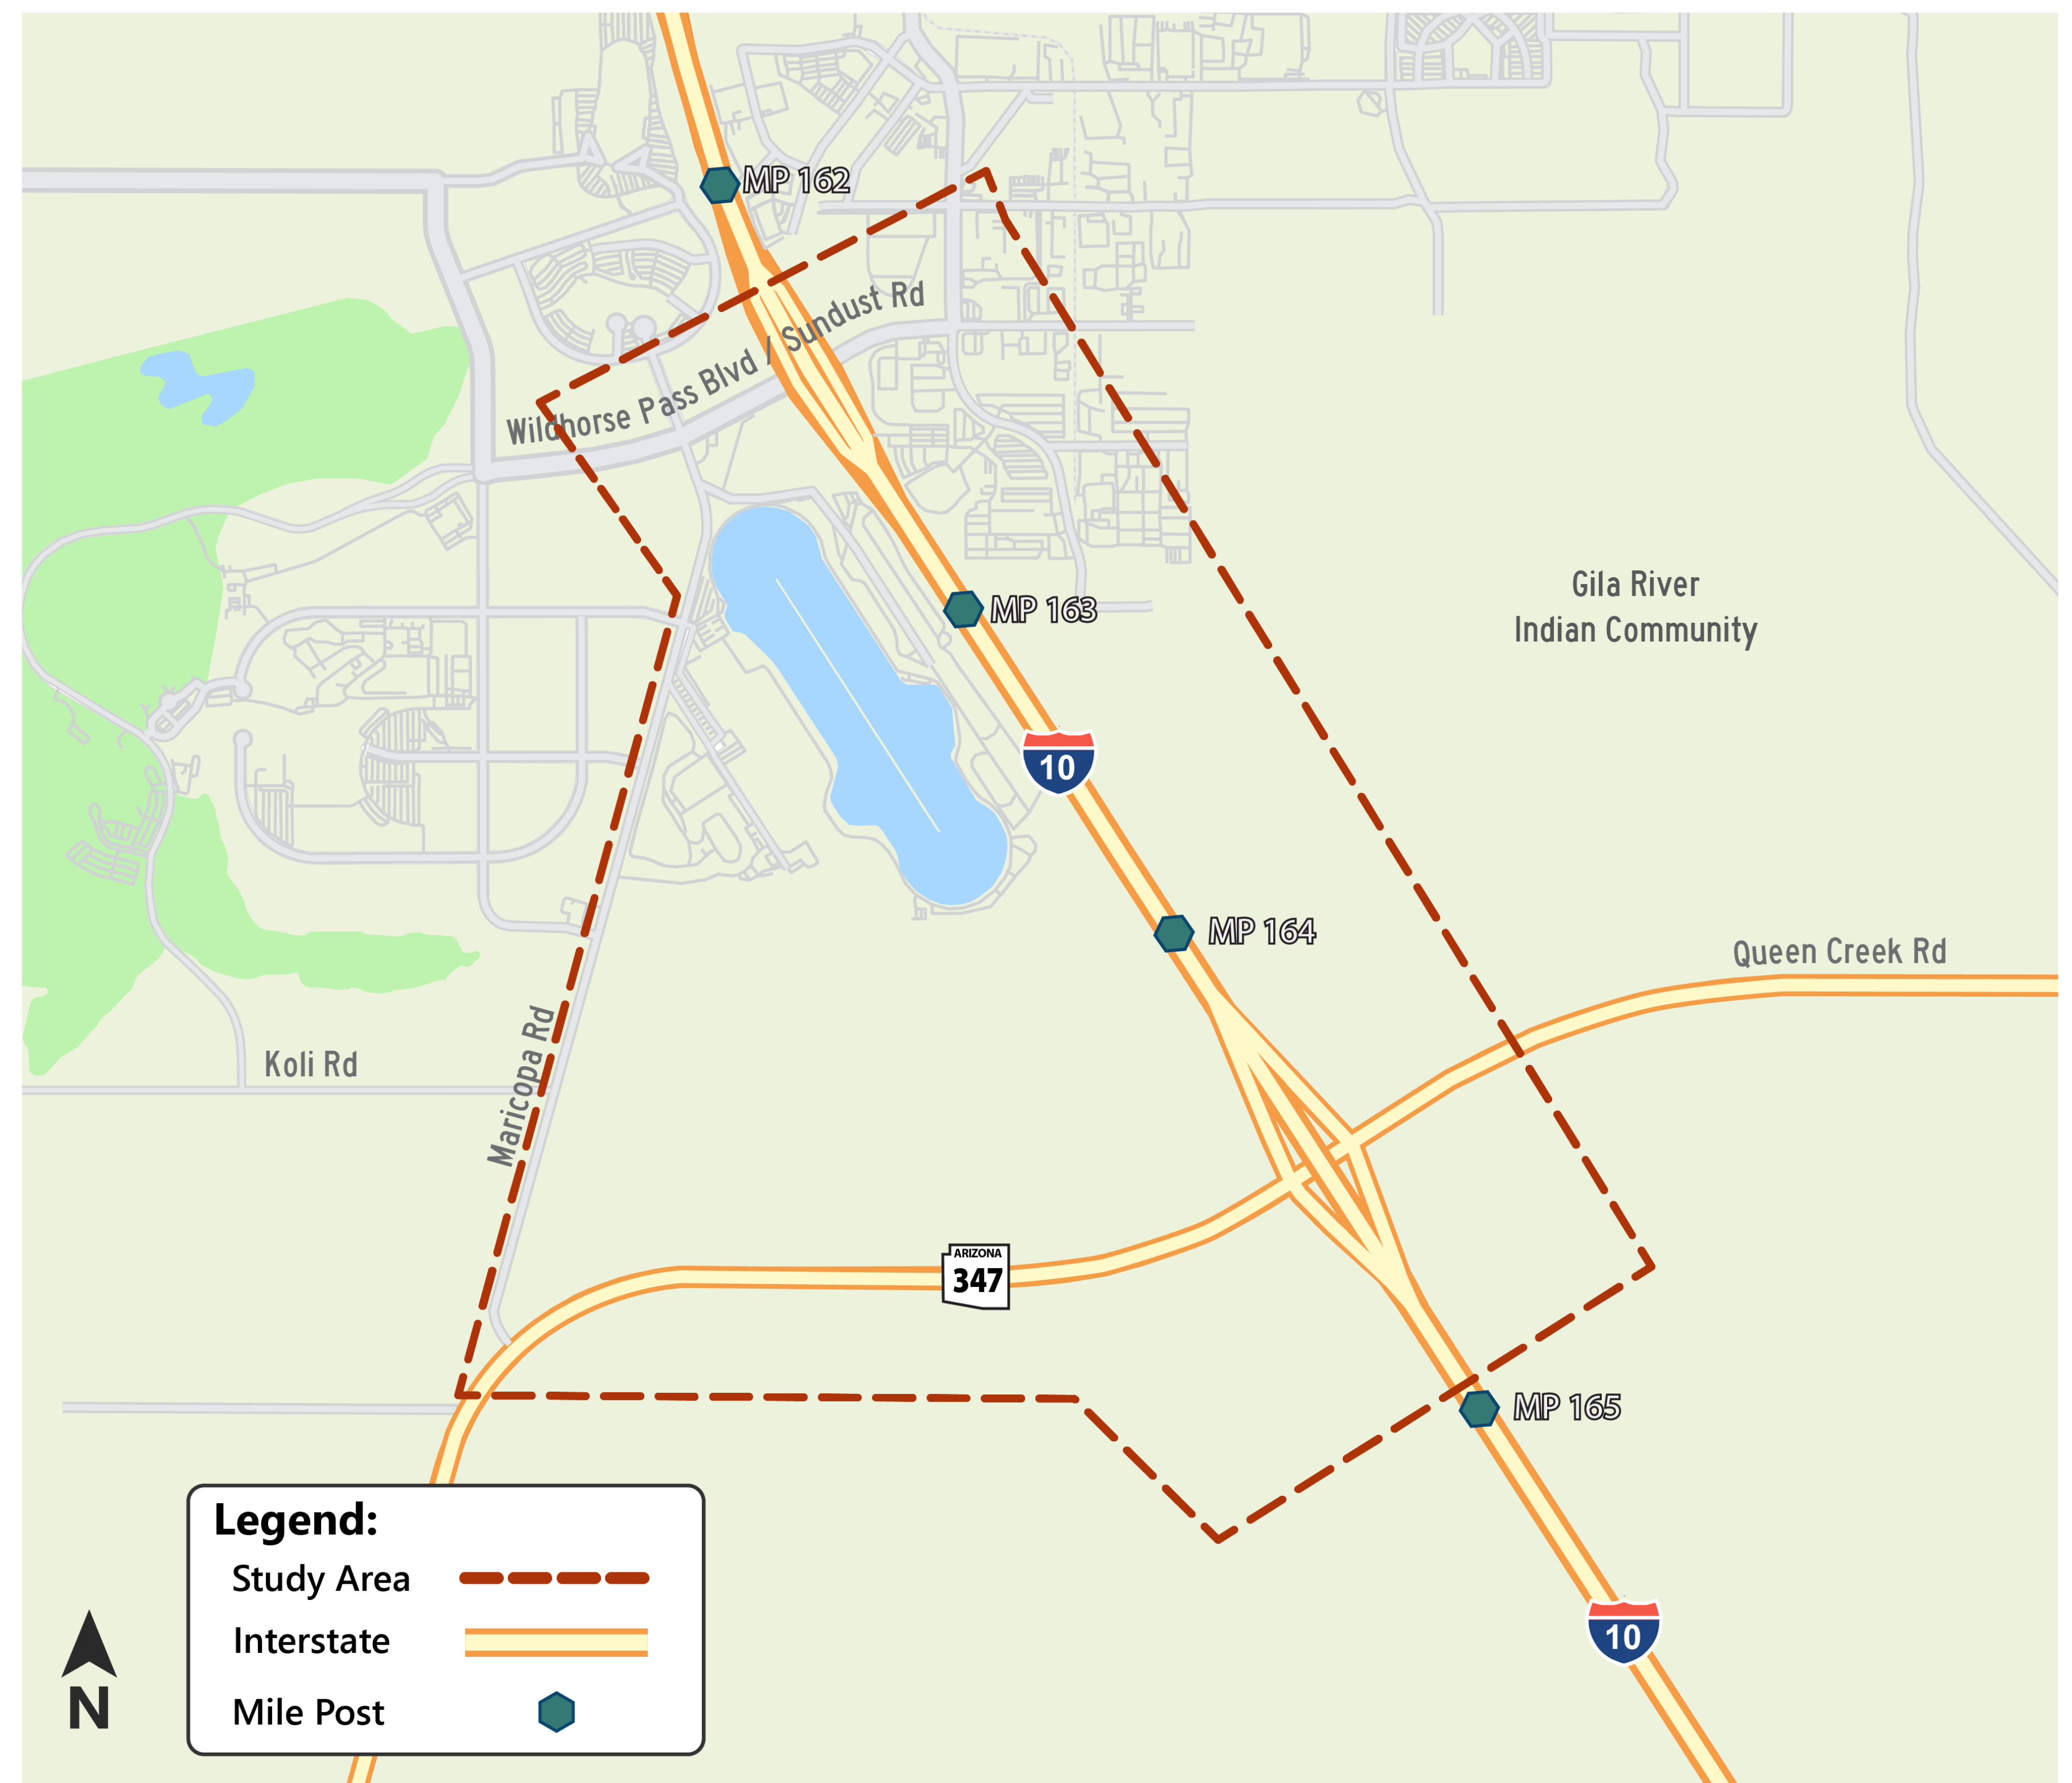 MP 162
Wildhorse Pass Blvd / Sundust Rd
Gila River
Indian Community
MP 163
10
MP 164
Queen Creek Rd
Koli Rd
Maricopa Rd
ARIZONA
347
MP 165
Legend:
Study Area
Interstate
Mile Post
N
10